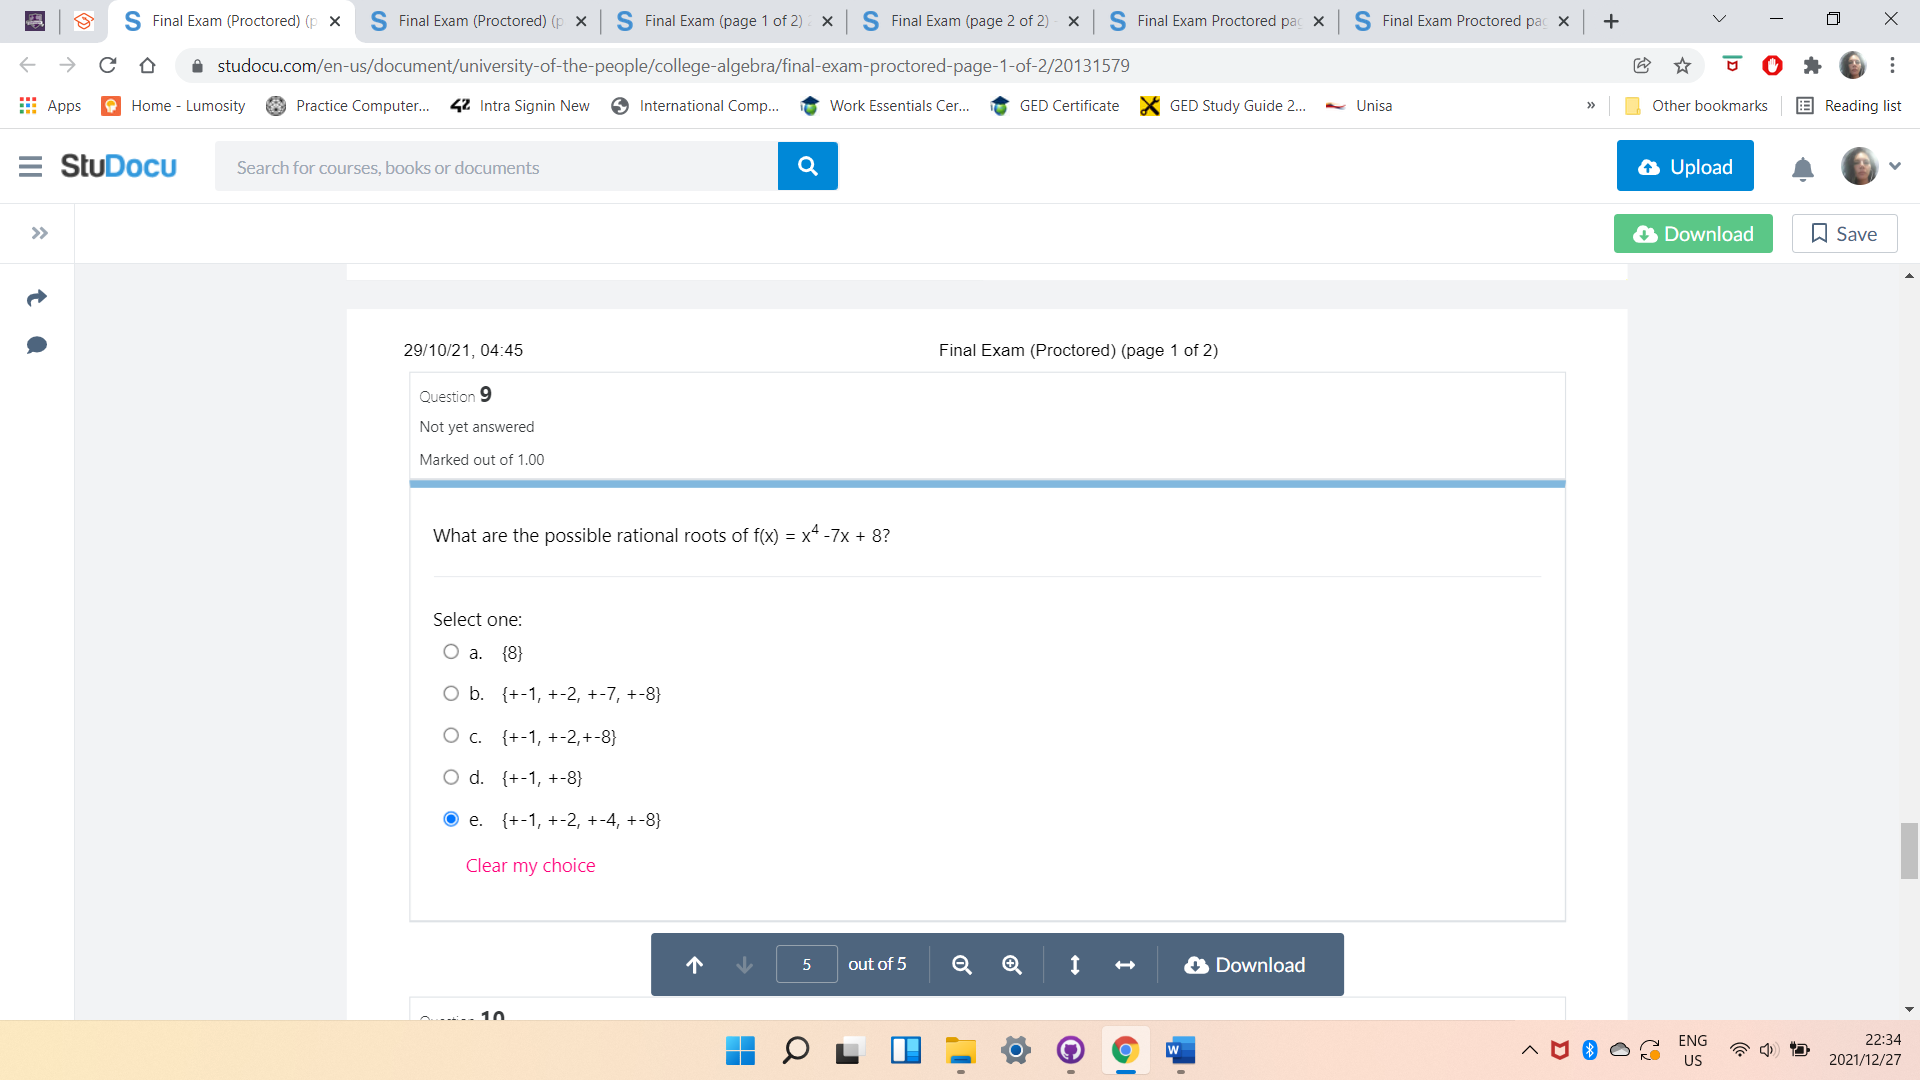 Final Exam (Proctored) (p
Final Exam (Proctored) (p
Final Exam (page 1 of 2)
Final Exam (page 2 of 2)
Final Exam Proctored pag
Final Exam Proctored pag
studocu.com/en-us/document/university-of-the-people/college-algebra/final-exam-proctored-page-1-of-2/20131579
Apps
Home - Lumosity
Practice Computer...
Intra Signin New
International Comp...
Work Essentials Cer...
GED Certificate
GED Study Guide 2...
Unisa
»
Other bookmarks
Reading list
StuDocu
Search for courses, books or documents
Upload
Download
Save
29/10/21, 04:45
Final Exam (Proctored) (page 1 of 2)
Question 9
Not yet answered
Marked out of 1.00
What are the possible rational roots of f(x) = x⁴ -7x + 8?
Select one:
a. {8}
b. {+-1, +-2, +-7, +-8}
c. {+-1, +-2,+-8}
d. {+-1, +-8}
e. {+-1, +-2, +-4, +-8}
Clear my choice
5 out of 5
Download
Question 10
ENG
US
22:34
2021/12/27